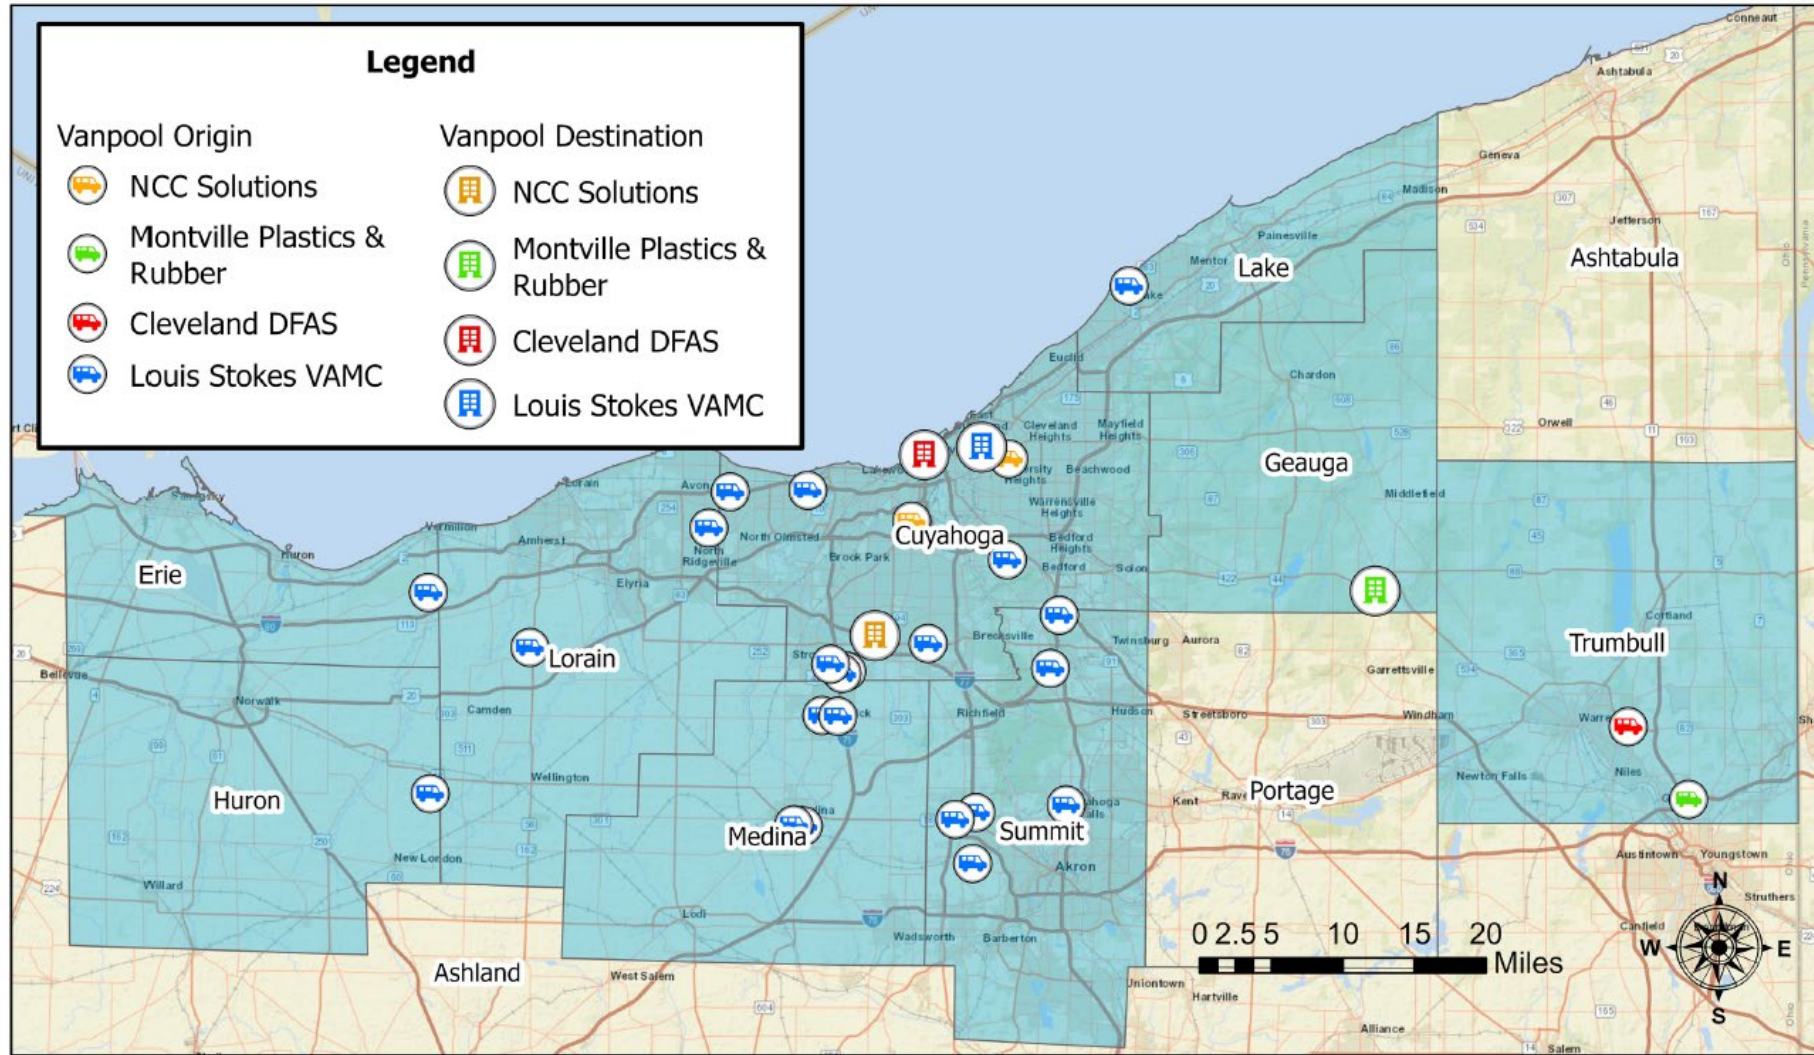 Legend
Vanpool Origin
NCC Solutions
Montville Plastics &
Rubber
Cleveland DFAS
Louis Stokes VAMC
Vanpool Destination
NCC Solutions
Montville Plastics &
Rubber
Cleveland DFAS
Louis Stokes VAMC
Conneaut
Ashtabula
Geneva
Madison
Jefferson
Painesville
Mentor
Lake
Ashtabula
Euclid
Chardon
Orwell
Cleveland
Heights
Mayfield
Heights
Geauga
Beachwood
Heights
Middlefield
Warrensville
Heights
Lorain
Avon
Vermilion
Amherst
Huron
North Olmsted
North
Ridgeville
Brook Park
Cuyahoga
Bedford
Heights
Bedford
Solon
Erie
Elyria
Cortland
Lorain
Brecksville
Twinsburg
Aurora
Trumbull
Garrettsville
Bellevue
Norwalk
Camden
Richfield
Hudson
Streetsboro
Windham
Wellington
Newton Falls
Niles
Huron
Kent
Portage
Medina
Summit
New London
Akron
Austintown
Youngstown
Willard
Struthers
Lodi
Wadsworth
Barberton
Canfield
Ashland
West Salem
Uniontown
Hartville
Alliance
Salem
0 2.5 5 10 15 20
Miles
N
W
E
S
Ohio
Pennsylvania